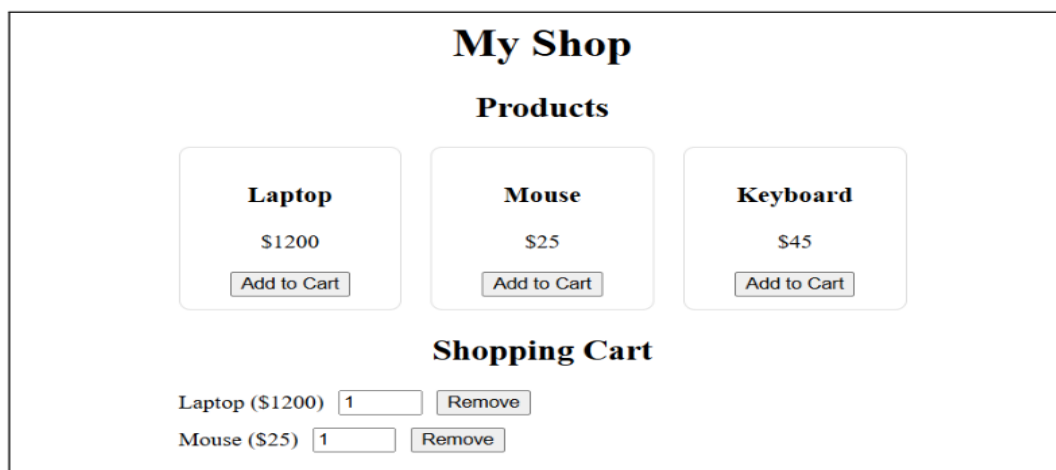 My Shop
Products
Laptop Mouse Keyboard
$1200 $25 $45
Add to Cart Add to Cart Add to Cart
Shopping Cart
Laptop ($1200) 1 Remove
Mouse ($25) 1 Remove